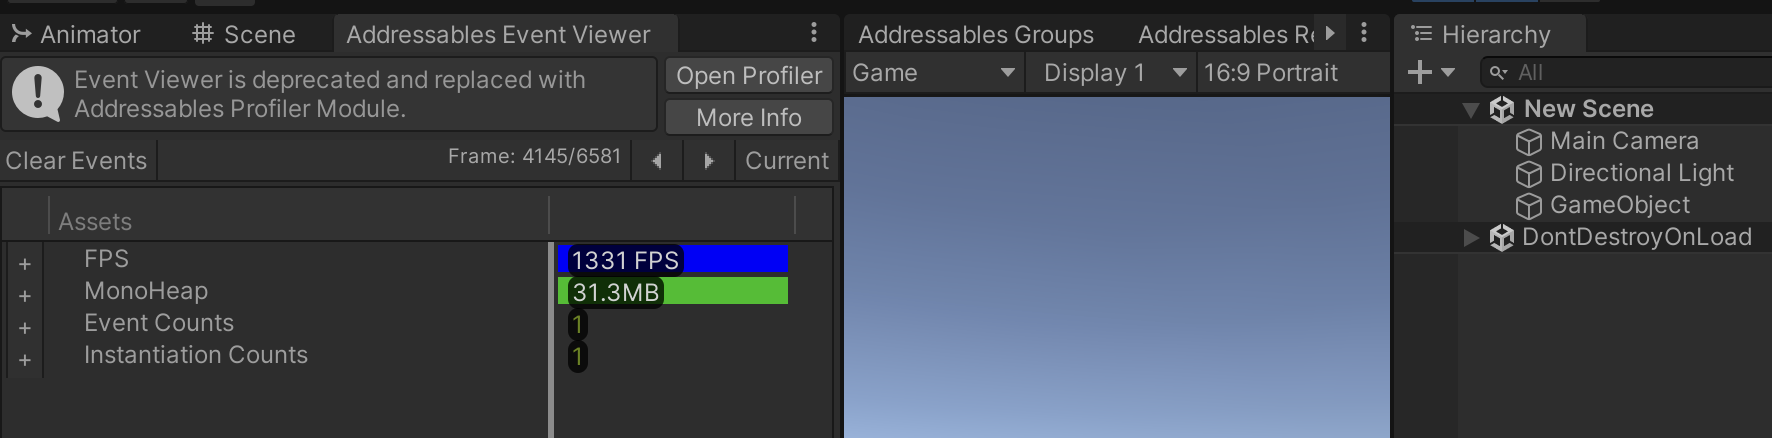 Animator
Scene
Addressables Event Viewer
Event Viewer is deprecated and replaced with
Addressables Profiler Module.
Open Profiler
More Info
Clear Events
Frame: 4145/6581
Current
Assets
FPS
1331 FPS
MonoHeap
31.3MB
Event Counts
1
Instantiation Counts
1
Addressables Groups
Addressables Re
Game
Display 1
16:9 Portrait
Hierarchy
All
New Scene
Main Camera
Directional Light
GameObject
DontDestroyOnLoad